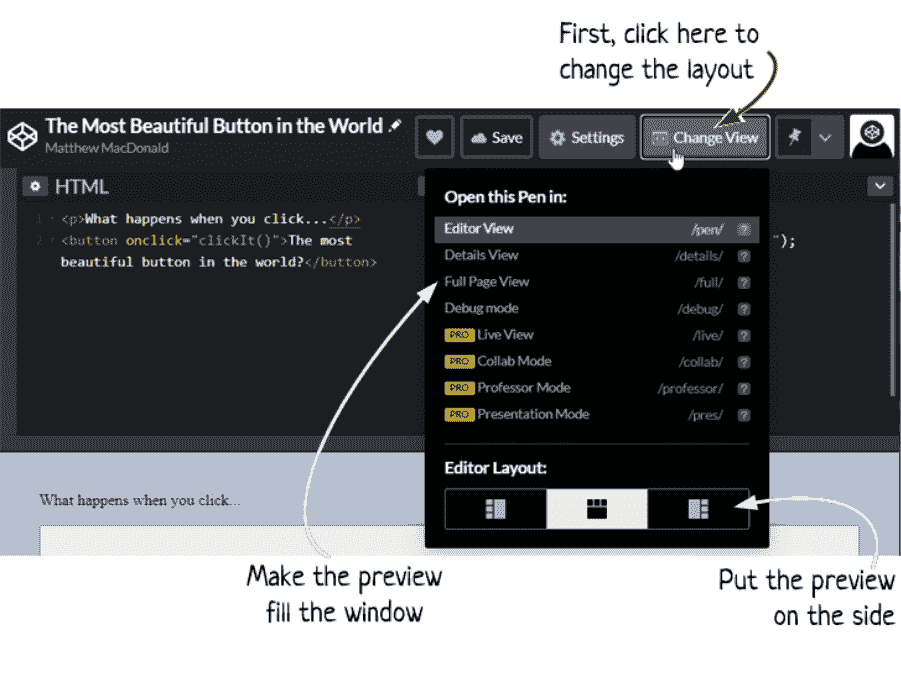 First, click here to
change the layout
The Most Beautiful Button in the World
Matthew MacDonald
Save
Settings
Change View
HTML
1
<p>What happens when you click...</p>
2
<button onclick="clickIt()">The most
beautiful button in the world?</button>
");
Open this Pen in:
Editor View /pen/ ?
Details View /details/ ?
Full Page View /full/ ?
Debug mode /debug/ ?
PRO Live View /live/ ?
PRO Collab Mode /collab/ ?
PRO Professor Mode /professor/ ?
PRO Presentation Mode /pres/ ?
Editor Layout:
What happens when you click...
Make the preview
fill the window
Put the preview
on the side